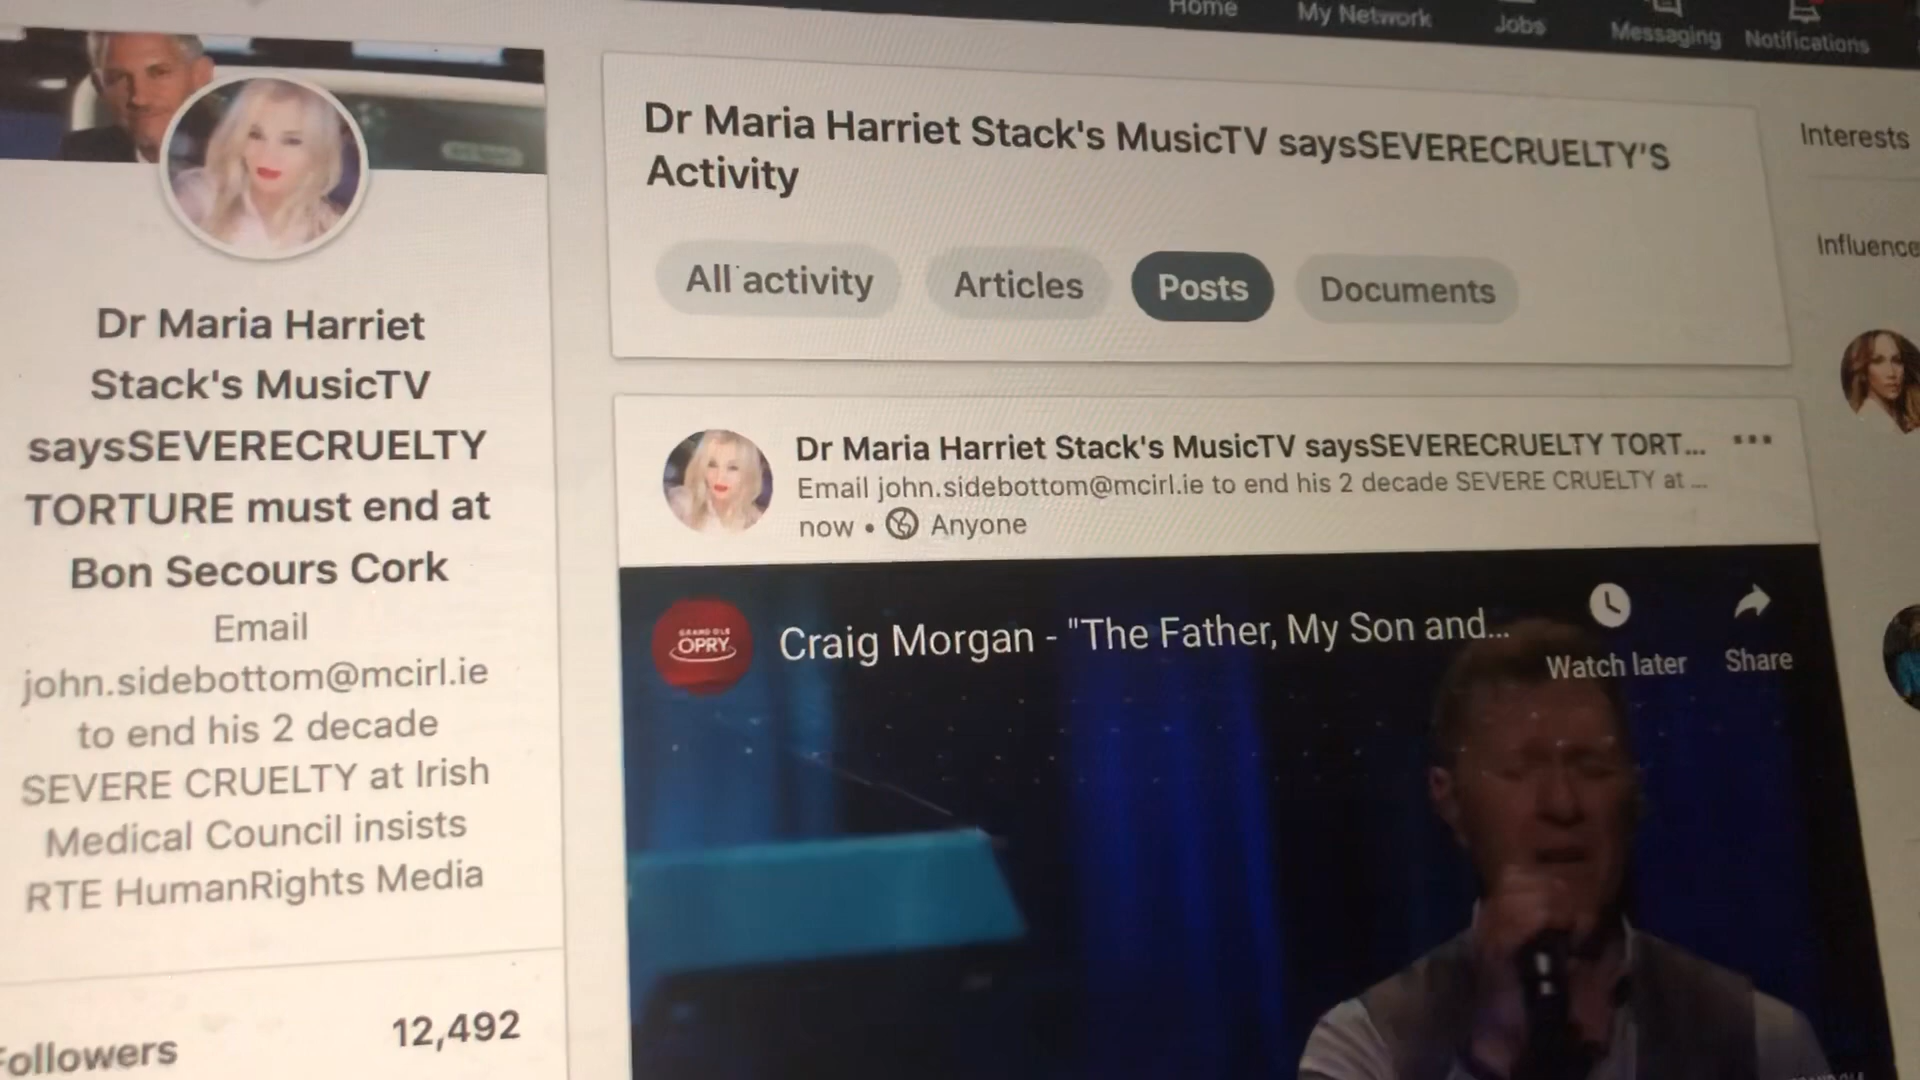 Home My Network Jobs Messaging Notifications
Dr Maria Harriet Stack's MusicTV saysSEVERECRUELTY'S
Activity
Interests
All activity Articles Posts Documents
Influence
Dr Maria Harriet
Stack's MusicTV
saysSEVERECRUELTY
TORTURE must end at
Bon Secours Cork
Email
john.sidebottom@mcirl.ie
to end his 2 decade
SEVERE CRUELTY at Irish
Medical Council insists
RTE HumanRights Media
Followers 12,492
Dr Maria Harriet Stack's MusicTV saysSEVERECRUELTY TORT...
Email john.sidebottom@mcirl.ie to end his 2 decade SEVERE CRUELTY at ...
now • Anyone
GRAND OLE
OPRY
Craig Morgan - "The Father, My Son and...
Watch later Share